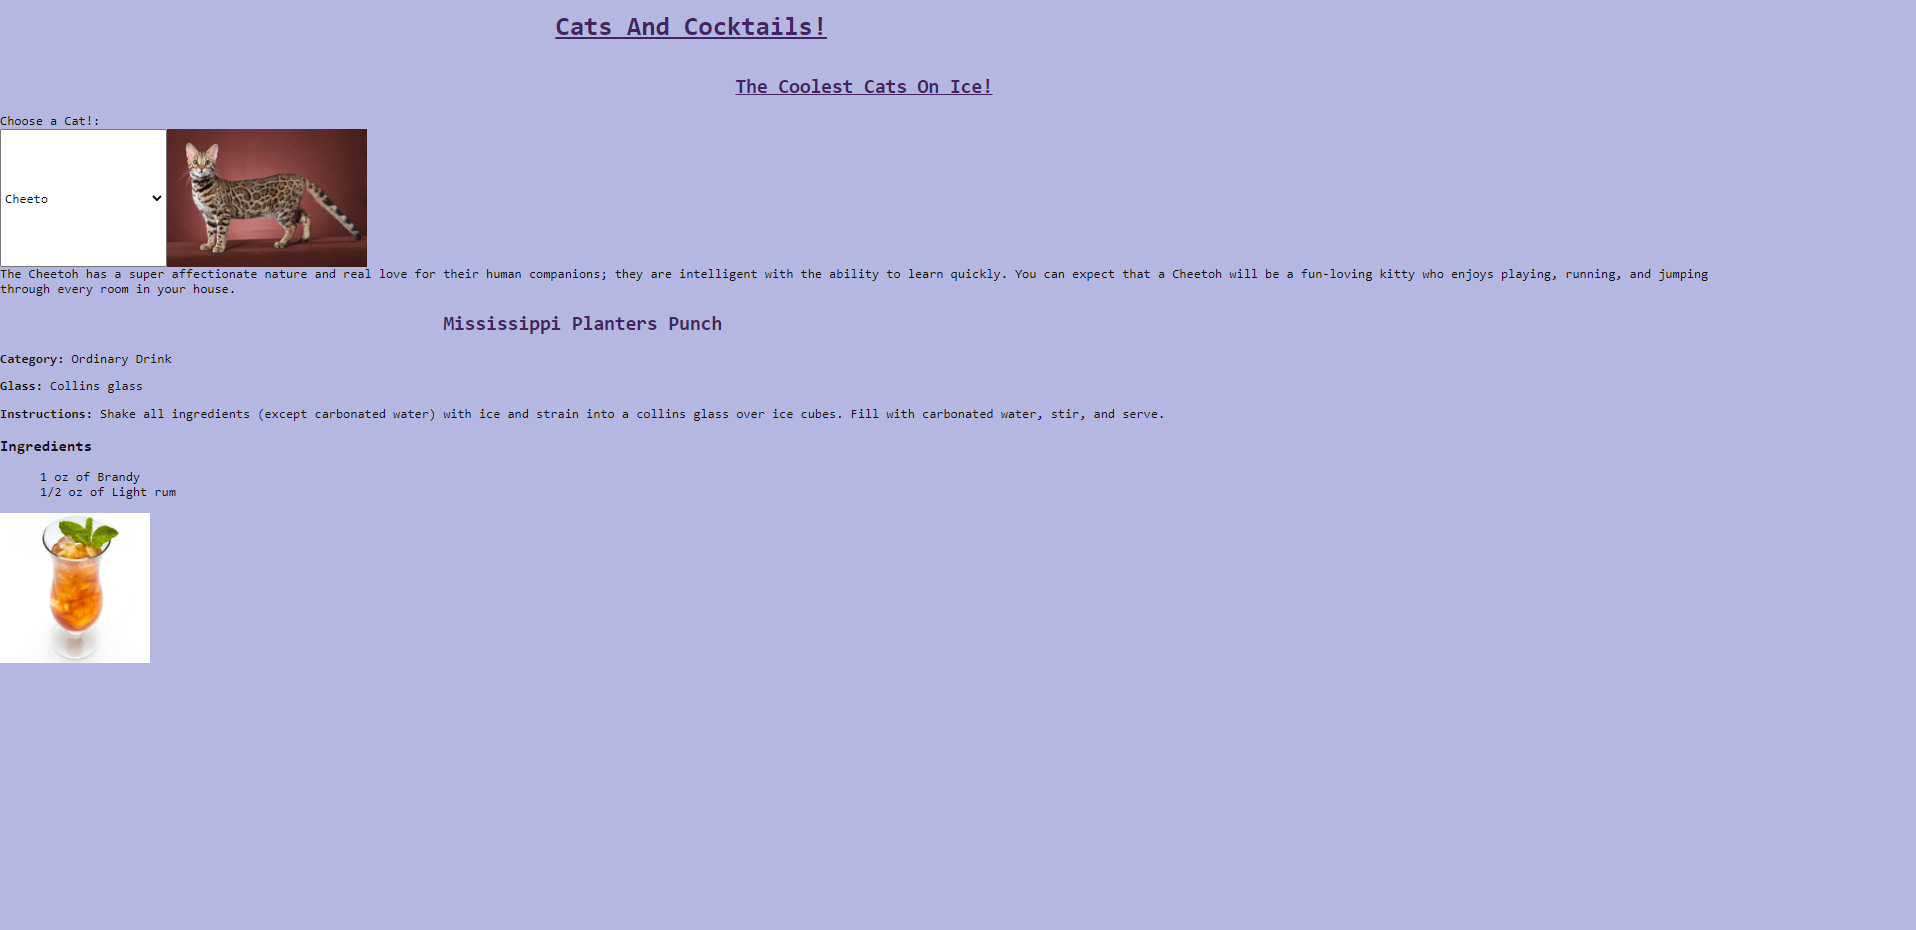 Cats And Cocktails!
The Coolest Cats On Ice!
Choose a Cat!:
Cheeto
The Cheetoh has a super affectionate nature and real love for their human companions; they are intelligent with the ability to learn quickly. You can expect that a Cheetoh will be a fun-loving kitty who enjoys playing, running, and jumping
through every room in your house.
Mississippi Planters Punch
Category: Ordinary Drink
Glass: Collins glass
Instructions: Shake all ingredients (except carbonated water) with ice and strain into a collins glass over ice cubes. Fill with carbonated water, stir, and serve.
Ingredients
1 oz of Brandy
1/2 oz of Light rum